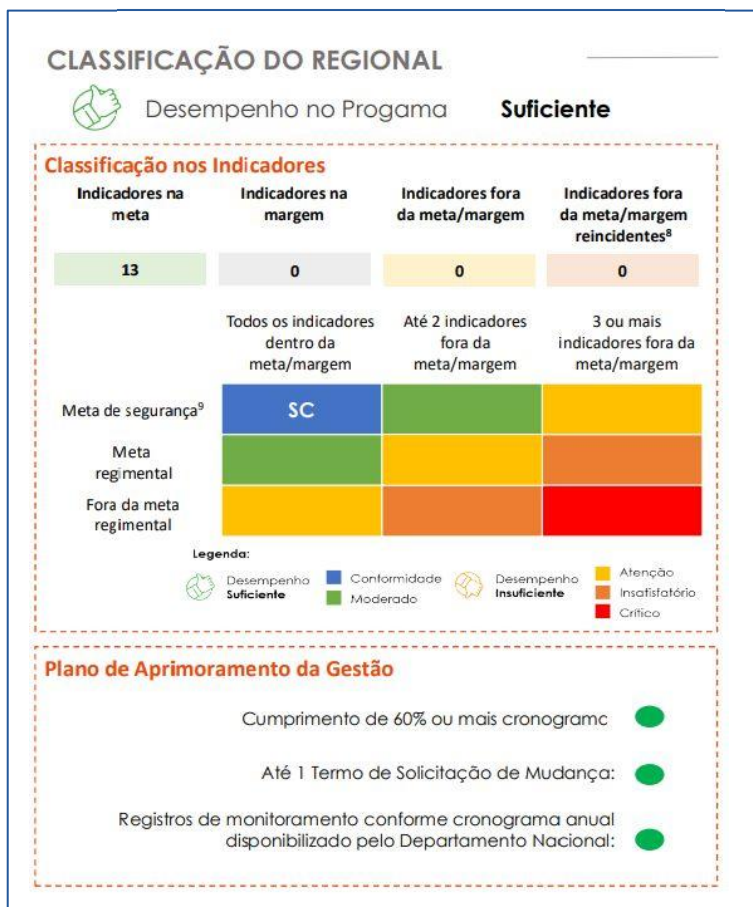 CLASSIFICAÇÃO DO REGIONAL
Desempenho no Progama Suficiente
Classificação nos Indicadores
Indicadores na meta
Indicadores na margem
Indicadores fora da meta/margem
Indicadores fora da meta/margem reincidentes⁸
13 0 0 0
Todos os indicadores dentro da meta/margem
Até 2 indicadores fora da meta/margem
3 ou mais indicadores fora da meta/margem
Meta de segurança⁹ SC
Meta regimental
Fora da meta regimental
Legenda:
Desempenho Suficiente
Conformidade
Moderado
Desempenho Insuficiente
Atenção
Insatisfatório
Crítico
Plano de Aprimoramento da Gestão
Cumprimento de 60% ou mais cronogramc
Até 1 Termo de Solicitação de Mudança:
Registros de monitoramento conforme cronograma anual
disponibilizado pelo Departamento Nacional: